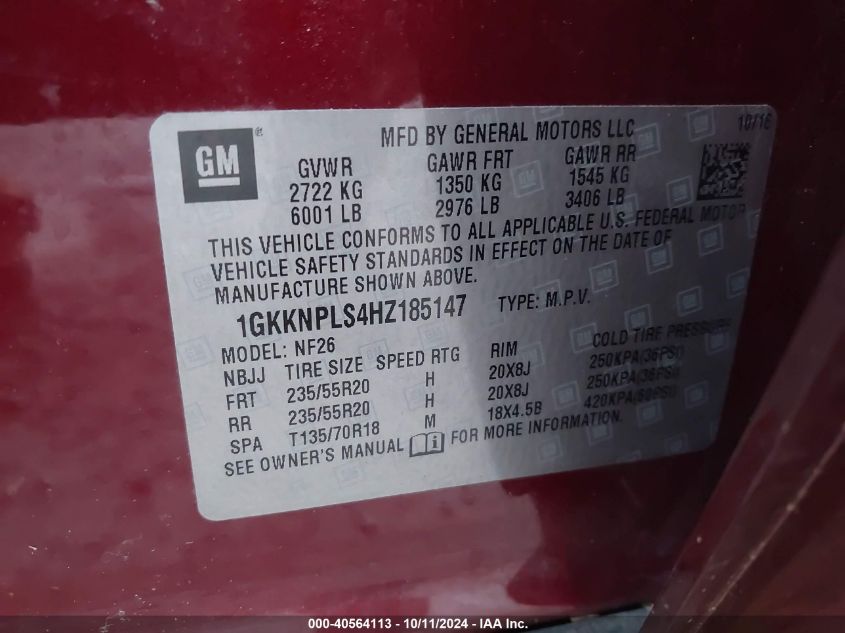 GM
®
MFD BY GENERAL MOTORS LLC
10/16
GVWR GAWR FRT GAWR RR
2722 KG 1350 KG 1545 KG
6001 LB 2976 LB 3406 LB
THIS VEHICLE CONFORMS TO ALL APPLICABLE U.S. FEDERAL MOTOR
VEHICLE SAFETY STANDARDS IN EFFECT ON THE DATE OF
MANUFACTURE SHOWN ABOVE.
1GKKNPLS4HZ185147 TYPE: M.P.V.
MODEL: NF26
NBJJ TIRE SIZE SPEED RTG RIM COLD TIRE PRESSURE
FRT 235/55R20 H 20X8J 250KPA(36PSI)
RR 235/55R20 H 20X8J 250KPA(36PSI)
SPA T135/70R18 M 18X4.5B 420KPA(60PSI)
SEE OWNER'S MANUAL i FOR MORE INFORMATION.
000-40564113 - 10/11/2024 - IAA Inc.